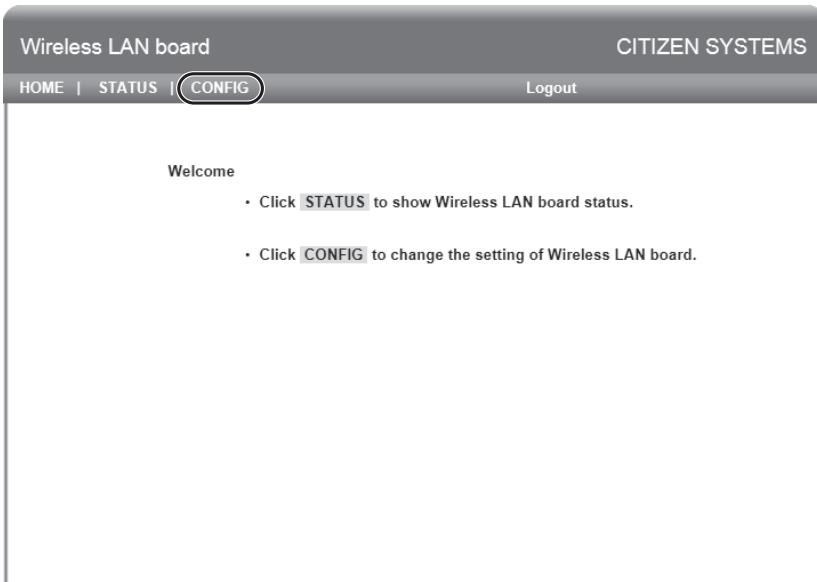 Wireless LAN board CITIZEN SYSTEMS
HOME | STATUS | CONFIG Logout
Welcome
• Click STATUS to show Wireless LAN board status.
• Click CONFIG to change the setting of Wireless LAN board.